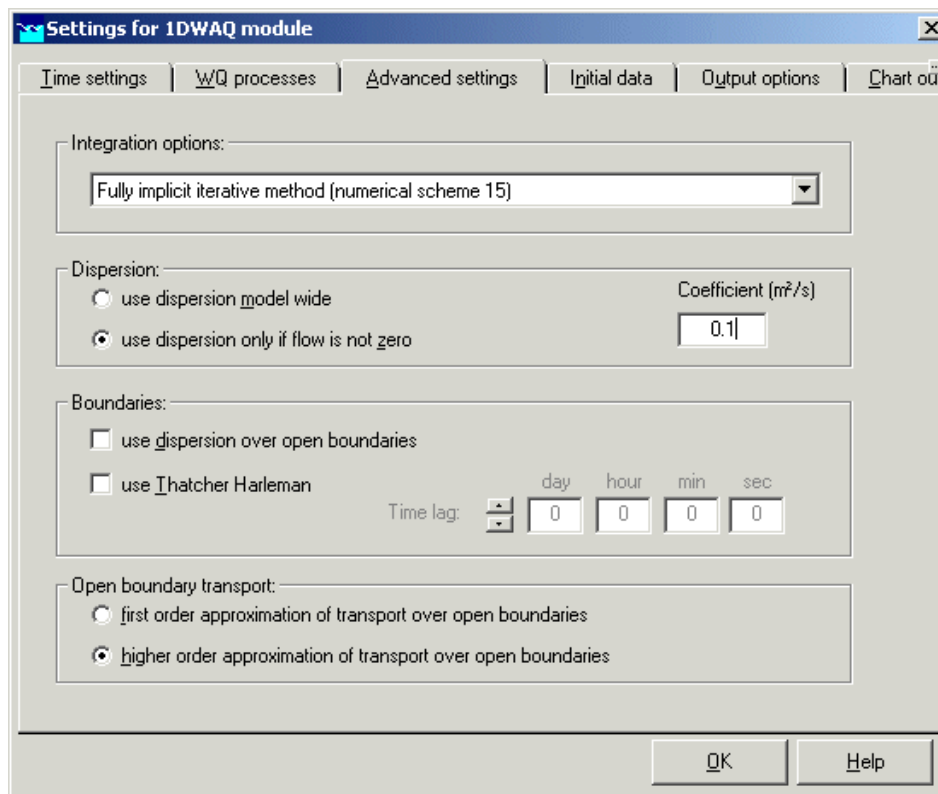 Settings for 1DWAQ module
Time settings WQ processes Advanced settings Initial data Output options Chart ou
Integration options:
Fully implicit iterative method (numerical scheme 15)
Dispersion:
use dispersion model wide
Coefficient (m²/s)
use dispersion only if flow is not zero
0.1
Boundaries:
use dispersion over open boundaries
use Thatcher Harleman
day hour min sec
Time lag: 0 0 0 0
Open boundary transport:
first order approximation of transport over open boundaries
higher order approximation of transport over open boundaries
OK Help